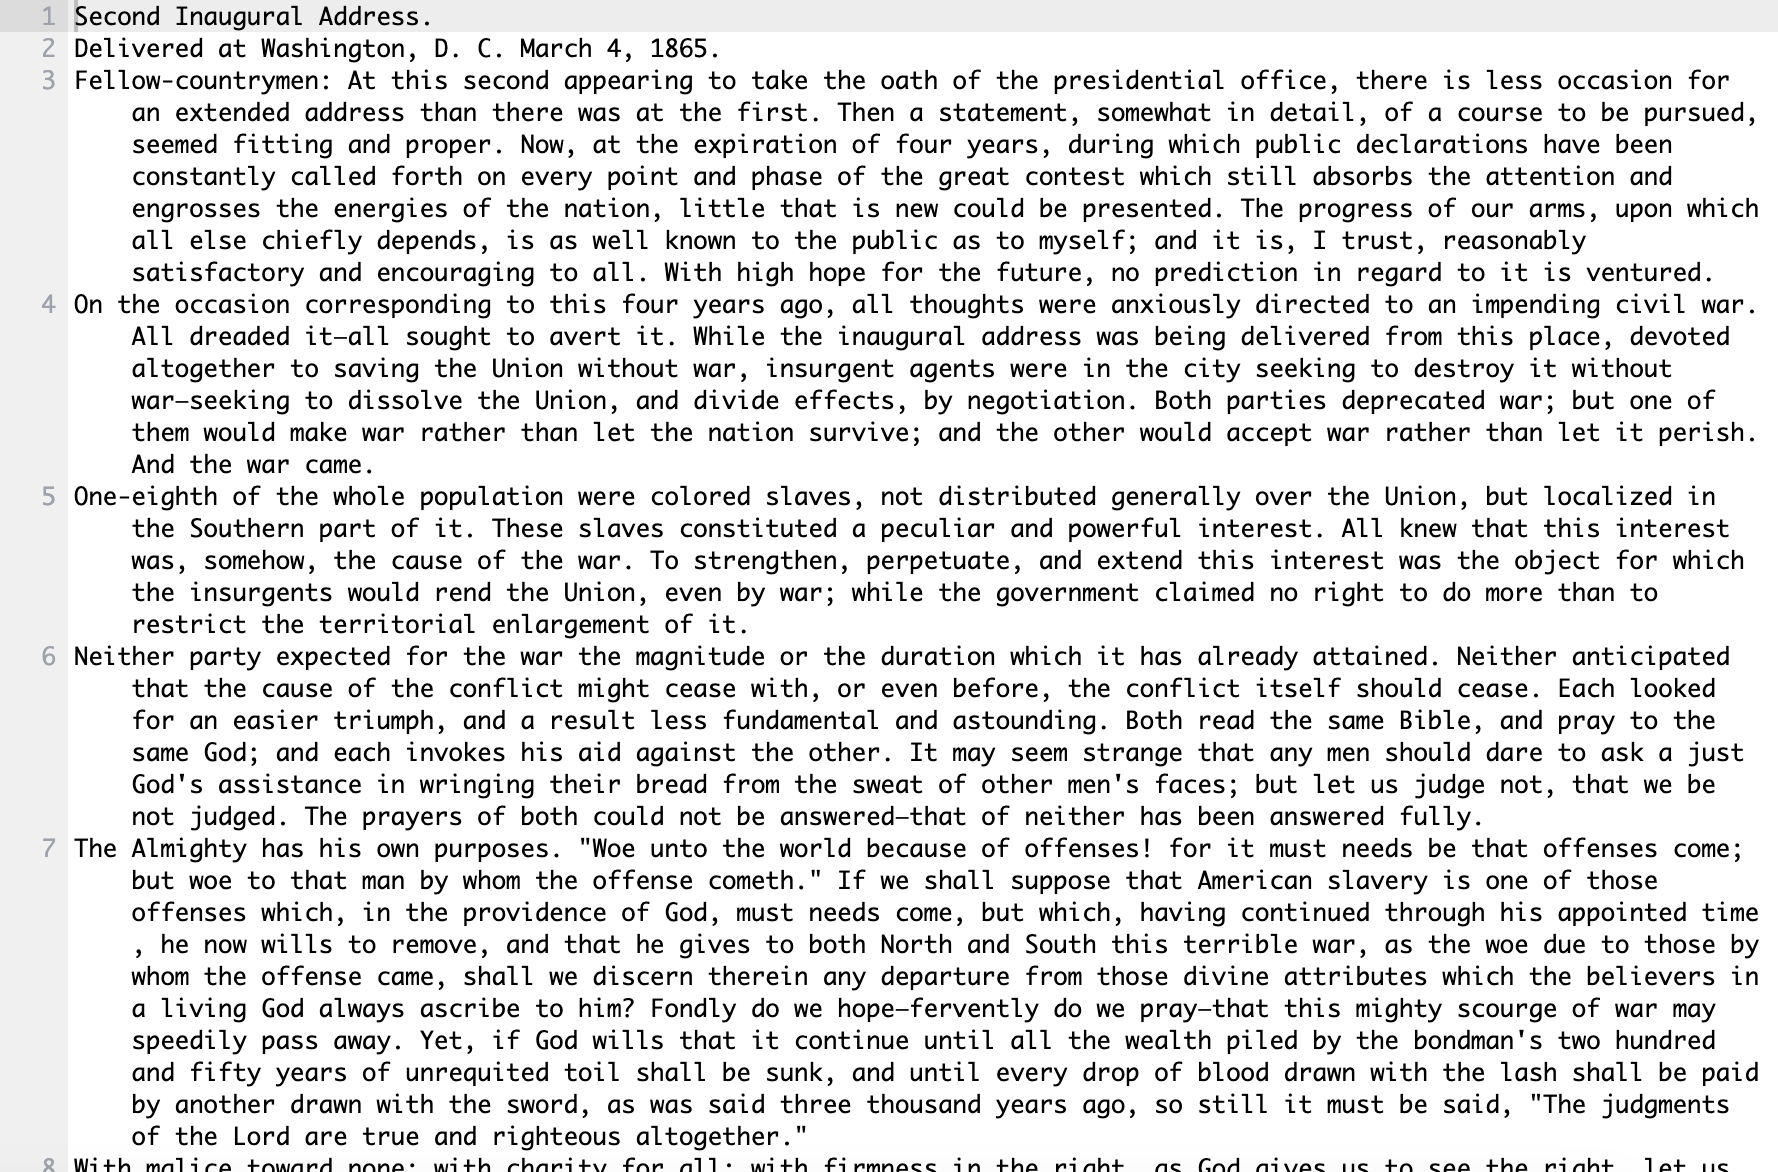 1 Second Inaugural Address.
2 Delivered at Washington, D. C. March 4, 1865.
3 Fellow-countrymen: At this second appearing to take the oath of the presidential office, there is less occasion for
an extended address than there was at the first. Then a statement, somewhat in detail, of a course to be pursued,
seemed fitting and proper. Now, at the expiration of four years, during which public declarations have been
constantly called forth on every point and phase of the great contest which still absorbs the attention and
engrosses the energies of the nation, little that is new could be presented. The progress of our arms, upon which
all else chiefly depends, is as well known to the public as to myself; and it is, I trust, reasonably
satisfactory and encouraging to all. With high hope for the future, no prediction in regard to it is ventured.
4 On the occasion corresponding to this four years ago, all thoughts were anxiously directed to an impending civil war.
All dreaded it—all sought to avert it. While the inaugural address was being delivered from this place, devoted
altogether to saving the Union without war, insurgent agents were in the city seeking to destroy it without
war—seeking to dissolve the Union, and divide effects, by negotiation. Both parties deprecated war; but one of
them would make war rather than let the nation survive; and the other would accept war rather than let it perish.
And the war came.
5 One-eighth of the whole population were colored slaves, not distributed generally over the Union, but localized in
the Southern part of it. These slaves constituted a peculiar and powerful interest. All knew that this interest
was, somehow, the cause of the war. To strengthen, perpetuate, and extend this interest was the object for which
the insurgents would rend the Union, even by war; while the government claimed no right to do more than to
restrict the territorial enlargement of it.
6 Neither party expected for the war the magnitude or the duration which it has already attained. Neither anticipated
that the cause of the conflict might cease with, or even before, the conflict itself should cease. Each looked
for an easier triumph, and a result less fundamental and astounding. Both read the same Bible, and pray to the
same God; and each invokes his aid against the other. It may seem strange that any men should dare to ask a just
God's assistance in wringing their bread from the sweat of other men's faces; but let us judge not, that we be
not judged. The prayers of both could not be answered—that of neither has been answered fully.
7 The Almighty has his own purposes. "Woe unto the world because of offenses! for it must needs be that offenses come;
but woe to that man by whom the offense cometh." If we shall suppose that American slavery is one of those
offenses which, in the providence of God, must needs come, but which, having continued through his appointed time
, he now wills to remove, and that he gives to both North and South this terrible war, as the woe due to those by
whom the offense came, shall we discern therein any departure from those divine attributes which the believers in
a living God always ascribe to him? Fondly do we hope—fervently do we pray—that this mighty scourge of war may
speedily pass away. Yet, if God wills that it continue until all the wealth piled by the bondman's two hundred
and fifty years of unrequited toil shall be sunk, and until every drop of blood drawn with the lash shall be paid
by another drawn with the sword, as was said three thousand years ago, so still it must be said, "The judgments
of the Lord are true and righteous altogether."
8 With malice toward none; with charity for all; with firmness in the right, as God gives us to see the right, let us